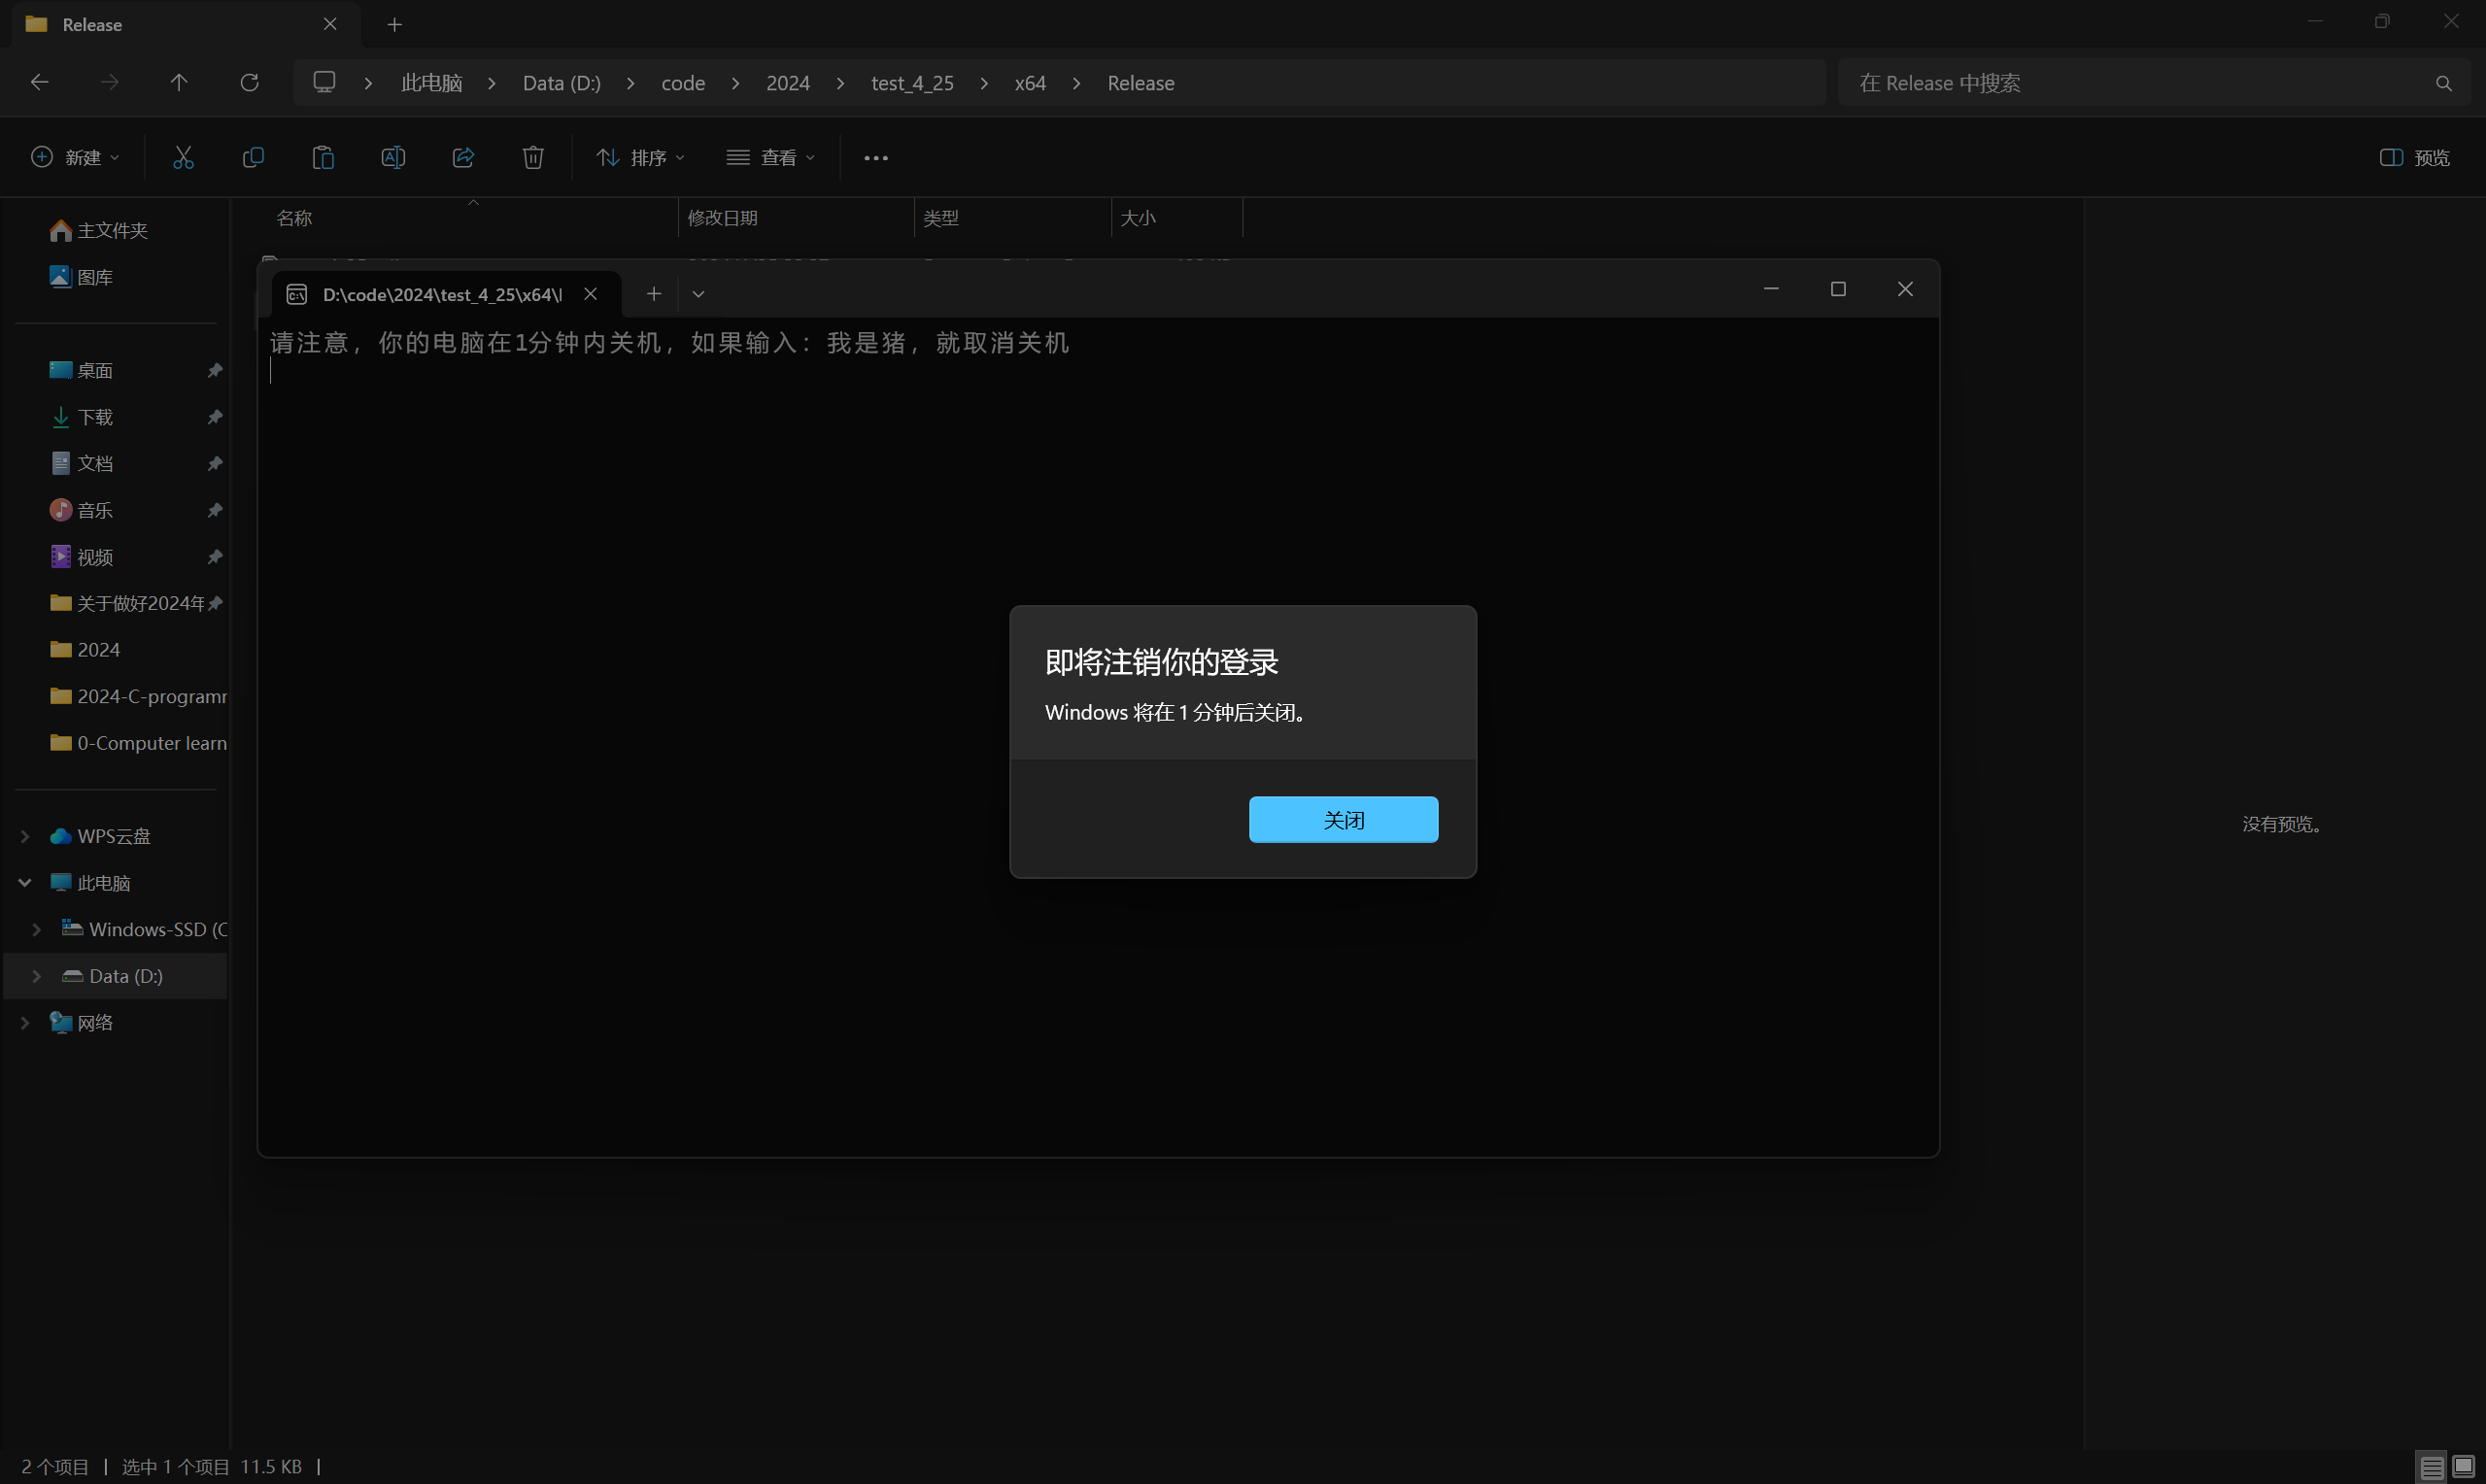 Release
此电脑 Data (D:) code 2024 test_4_25 x64 Release
在 Release 中搜索
新建 排序 查看 预览
名称 修改日期 类型 大小
主文件夹
图库
桌面
下载
文档
音乐
视频
关于做好2024年
2024
2024-C-program
0-Computer learn
WPS云盘
此电脑
Windows-SSD (C
Data (D:)
网络
D:\code\2024\test_4_25\x64\
请注意，你的电脑在1分钟内关机，如果输入：我是猪，就取消关机
即将注销你的登录
Windows 将在 1 分钟后关闭。
关闭
没有预览。
2 个项目 选中 1 个项目 11.5 KB